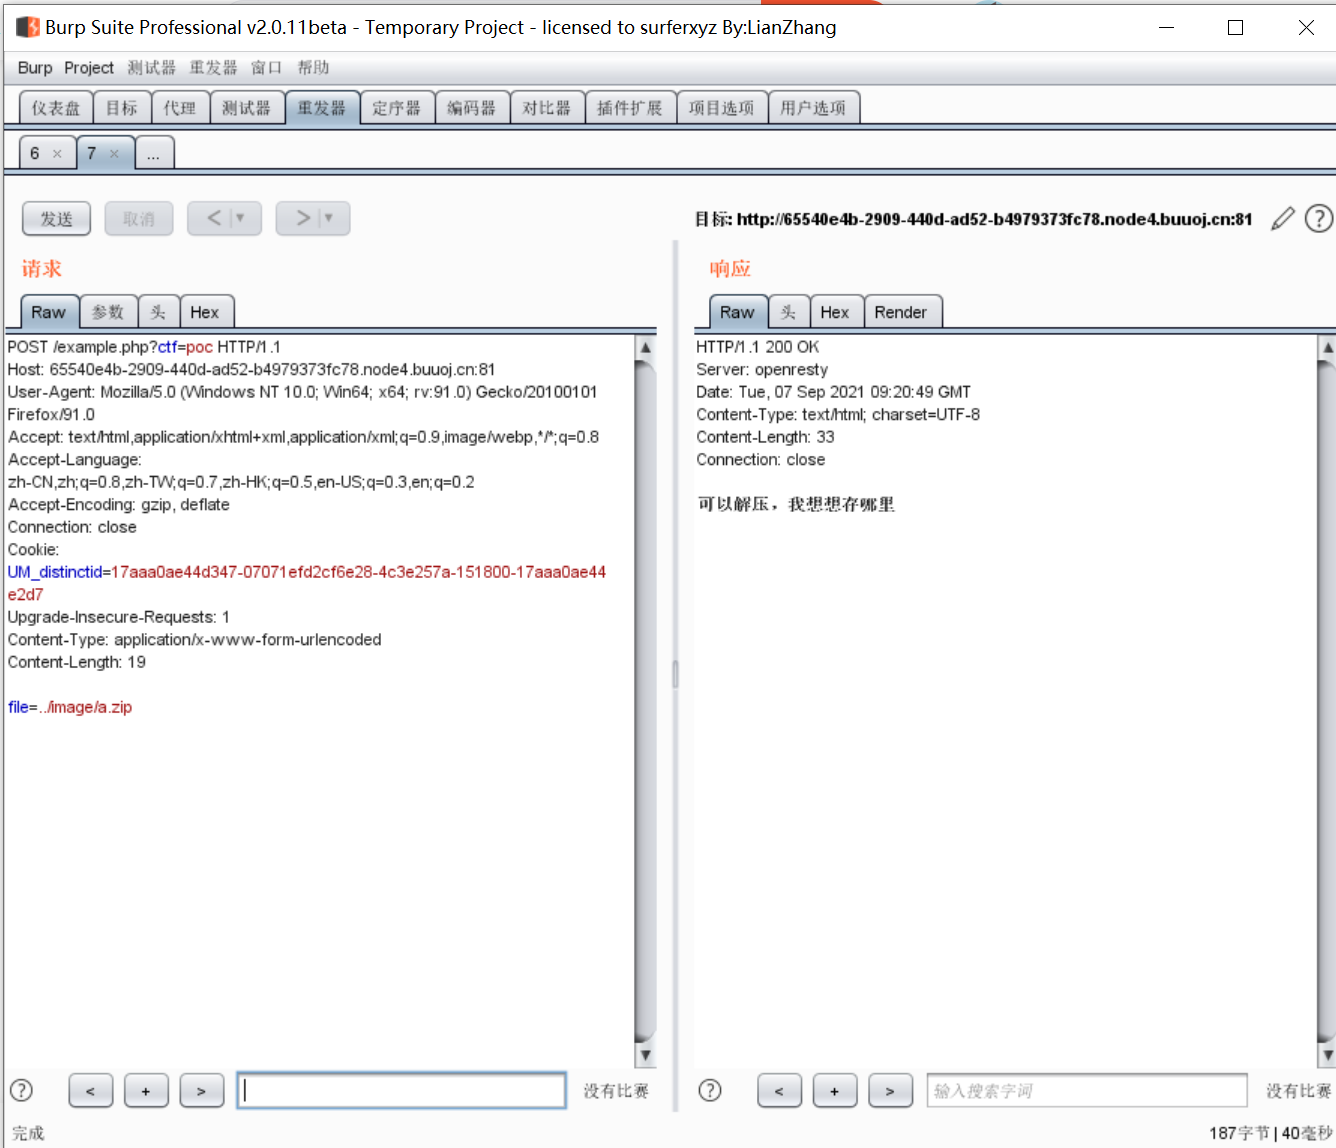 Burp Suite Professional v2.0.11beta - Temporary Project - licensed to surferxyz By:LianZhang
Burp Project 测试器 重发器 窗口 帮助
仪表盘 目标 代理 测试器 重发器 定序器 编码器 对比器 插件扩展 项目选项 用户选项
6 × 7 × ...
发送 取消 < ▼ > ▼ 目标: http://65540e4b-2909-440d-ad52-b4979373fc78.node4.buuoj.cn:81 ?
请求
Raw 参数 头 Hex
POST /example.php?ctf=poc HTTP/1.1
Host: 65540e4b-2909-440d-ad52-b4979373fc78.node4.buuoj.cn:81
User-Agent: Mozilla/5.0 (Windows NT 10.0; Win64; x64; rv:91.0) Gecko/20100101
Firefox/91.0
Accept: text/html,application/xhtml+xml,application/xml;q=0.9,image/webp,*/*;q=0.8
Accept-Language:
zh-CN,zh;q=0.8,zh-TW;q=0.7,zh-HK;q=0.5,en-US;q=0.3,en;q=0.2
Accept-Encoding: gzip, deflate
Connection: close
Cookie:
UM_distinctid=17aaa0ae44d347-07071efd2cf6e28-4c3e257a-151800-17aaa0ae44
e2d7
Upgrade-Insecure-Requests: 1
Content-Type: application/x-www-form-urlencoded
Content-Length: 19
file=../image/a.zip
? < + > 没有比赛
响应
Raw 头 Hex Render
HTTP/1.1 200 OK
Server: openresty
Date: Tue, 07 Sep 2021 09:20:49 GMT
Content-Type: text/html; charset=UTF-8
Content-Length: 33
Connection: close
可以解压，我想想存哪里
? < + > 输入搜索字词 没有比赛
完成 187字节 | 40毫秒